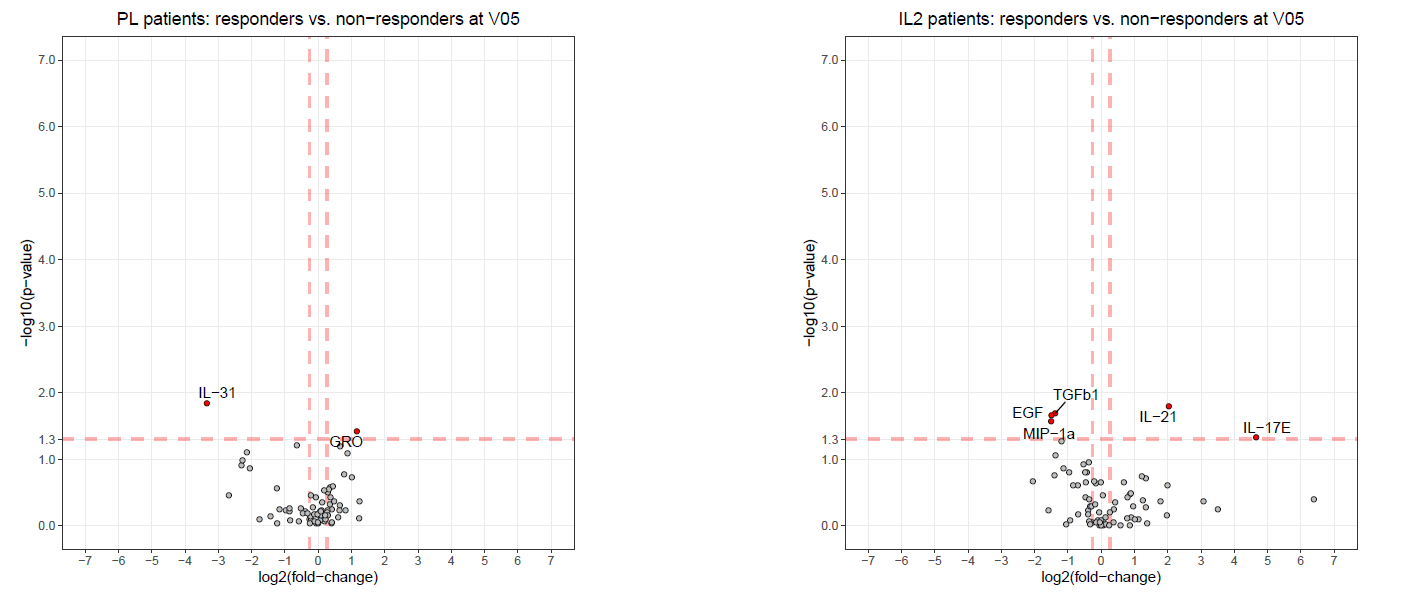 PL patients: responders vs. non−responders at V05
−log10(p−value)
7.0
6.0
5.0
4.0
3.0
2.0
1.3
1.0
0.0
IL−31
GRO
−7 −6 −5 −4 −3 −2 −1 0 1 2 3 4 5 6 7
log2(fold−change)
IL2 patients: responders vs. non−responders at V05
−log10(p−value)
7.0
6.0
5.0
4.0
3.0
2.0
1.3
1.0
0.0
TGFb1
EGF
MIP−1a
IL−21
IL−17E
−7 −6 −5 −4 −3 −2 −1 0 1 2 3 4 5 6 7
log2(fold−change)